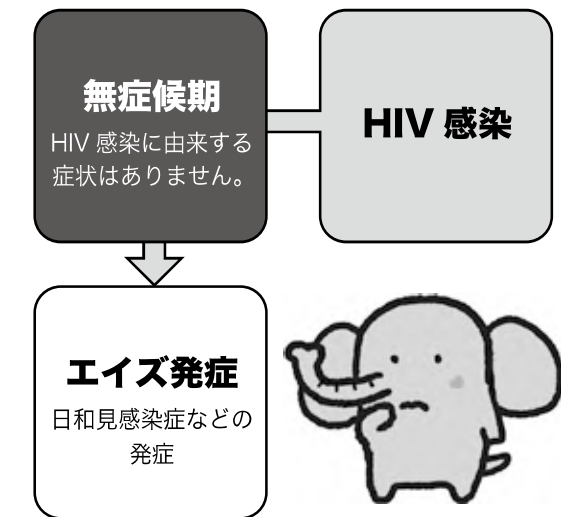 無症候期
HIV 感染に由来する
症状はありません。
HIV 感染
エイズ発症
日和見感染症などの
発症